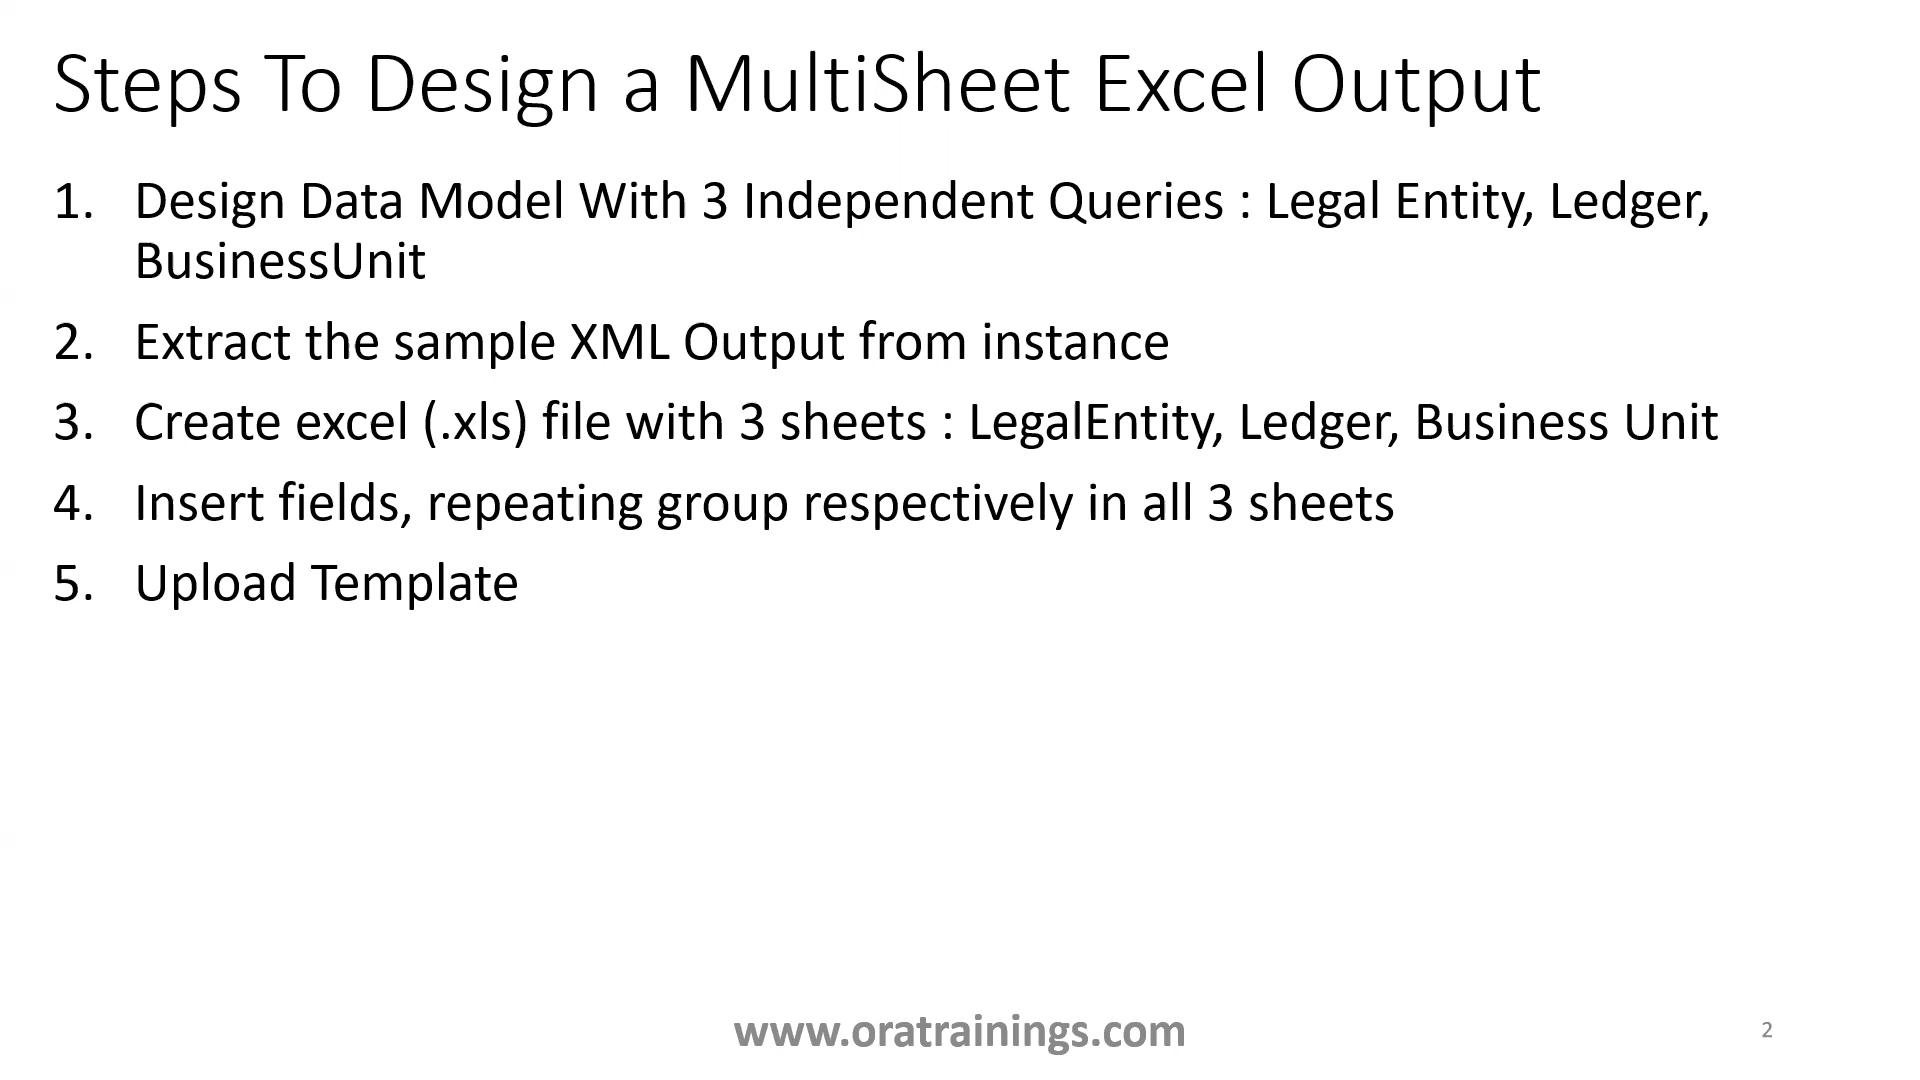 Steps To Design a MultiSheet Excel Output
1. Design Data Model With 3 Independent Queries : Legal Entity, Ledger,
BusinessUnit
2. Extract the sample XML Output from instance
3. Create excel (.xls) file with 3 sheets : LegalEntity, Ledger, Business Unit
4. Insert fields, repeating group respectively in all 3 sheets
5. Upload Template
www.oratrainings.com
2